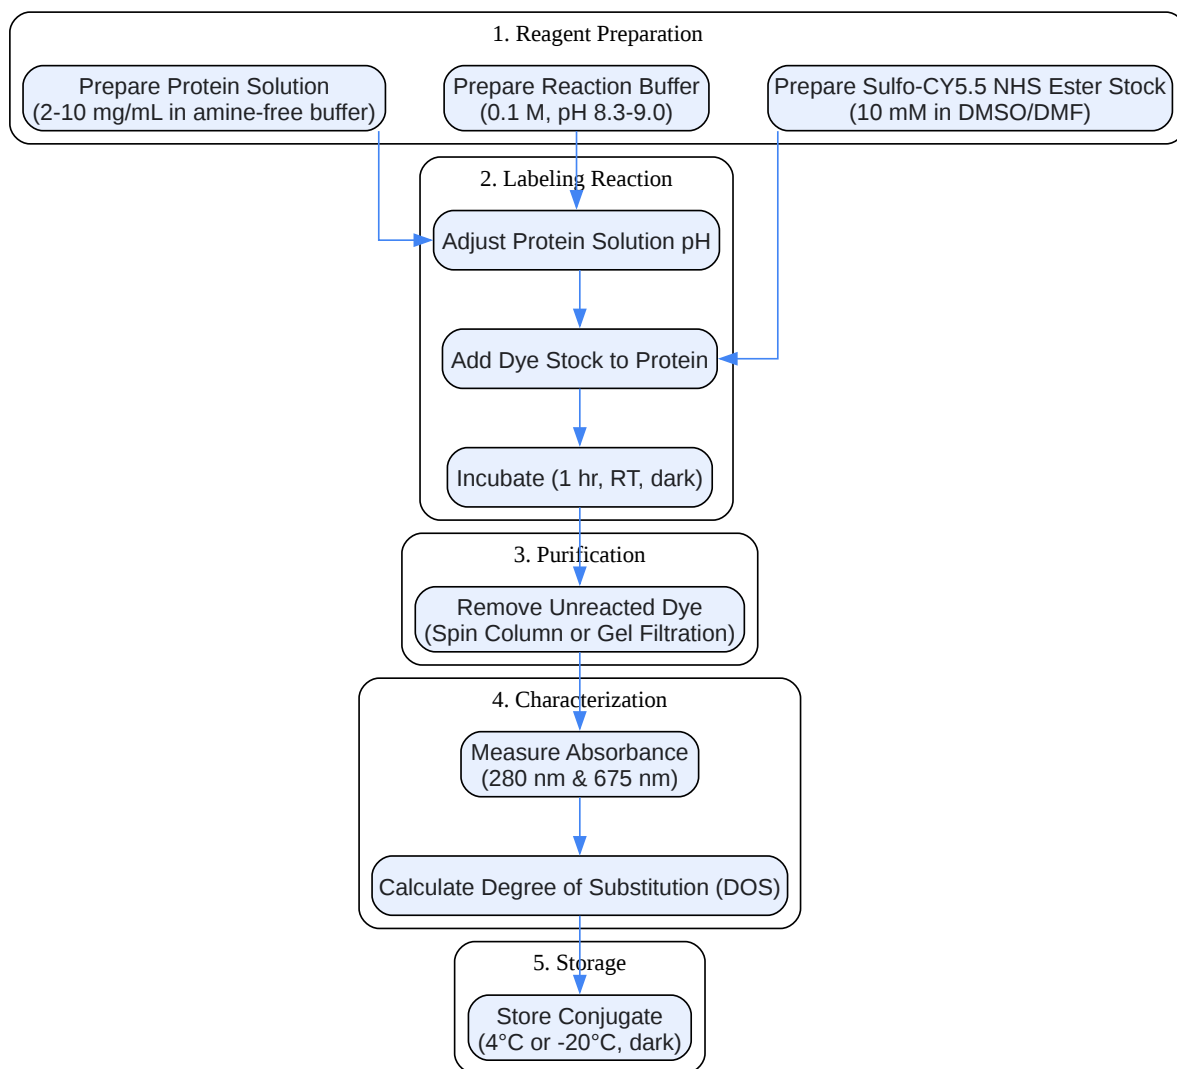 1. Reagent Preparation
Prepare Protein Solution
(2-10 mg/mL in amine-free buffer)
Prepare Reaction Buffer
(0.1 M, pH 8.3-9.0)
Prepare Sulfo-CY5.5 NHS Ester Stock
(10 mM in DMSO/DMF)
2. Labeling Reaction
Adjust Protein Solution pH
Add Dye Stock to Protein
Incubate (1 hr, RT, dark)
3. Purification
Remove Unreacted Dye
(Spin Column or Gel Filtration)
4. Characterization
Measure Absorbance
(280 nm & 675 nm)
Calculate Degree of Substitution (DOS)
5. Storage
Store Conjugate
(4°C or -20°C, dark)